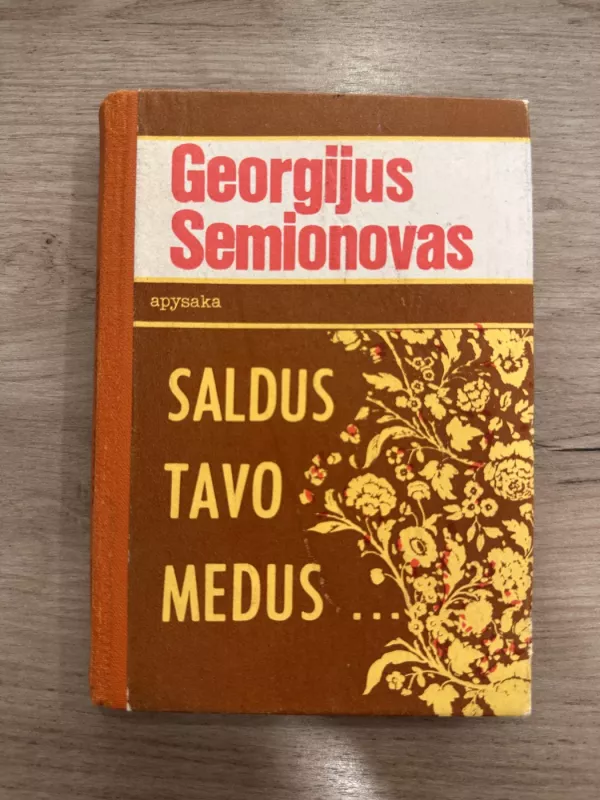 Georgijus
Semionovas
apysaka
SALDUS
TAVO
MEDUS ...